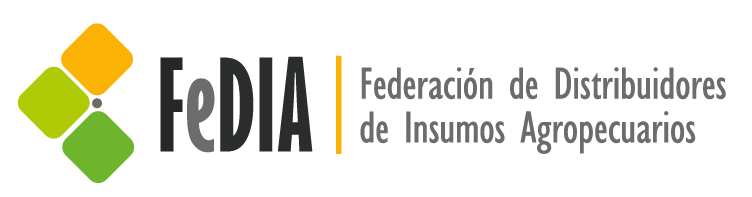 FeDIA
Federación de Distribuidores
de Insumos Agropecuarios